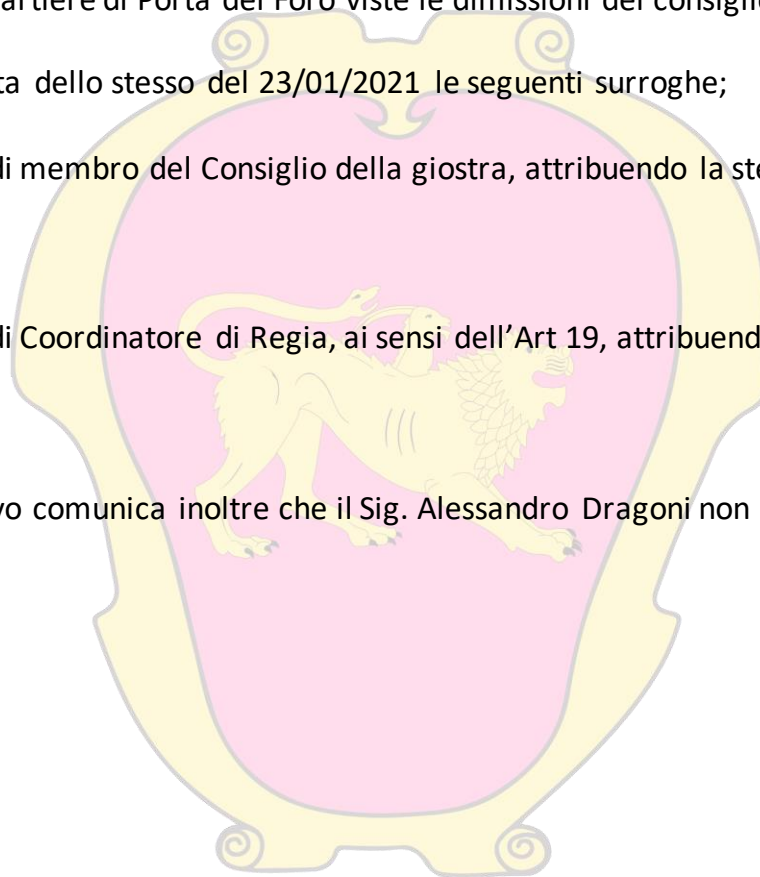 artiere di Porta del Foro viste le dimissioni del consiglio
ta dello stesso del 23/01/2021 le seguenti surroghe;
di membro del Consiglio della giostra, attribuendo la ste
di Coordinatore di Regia, ai sensi dell'Art 19, attribuend
vo comunica inoltre che il Sig. Alessandro Dragoni non